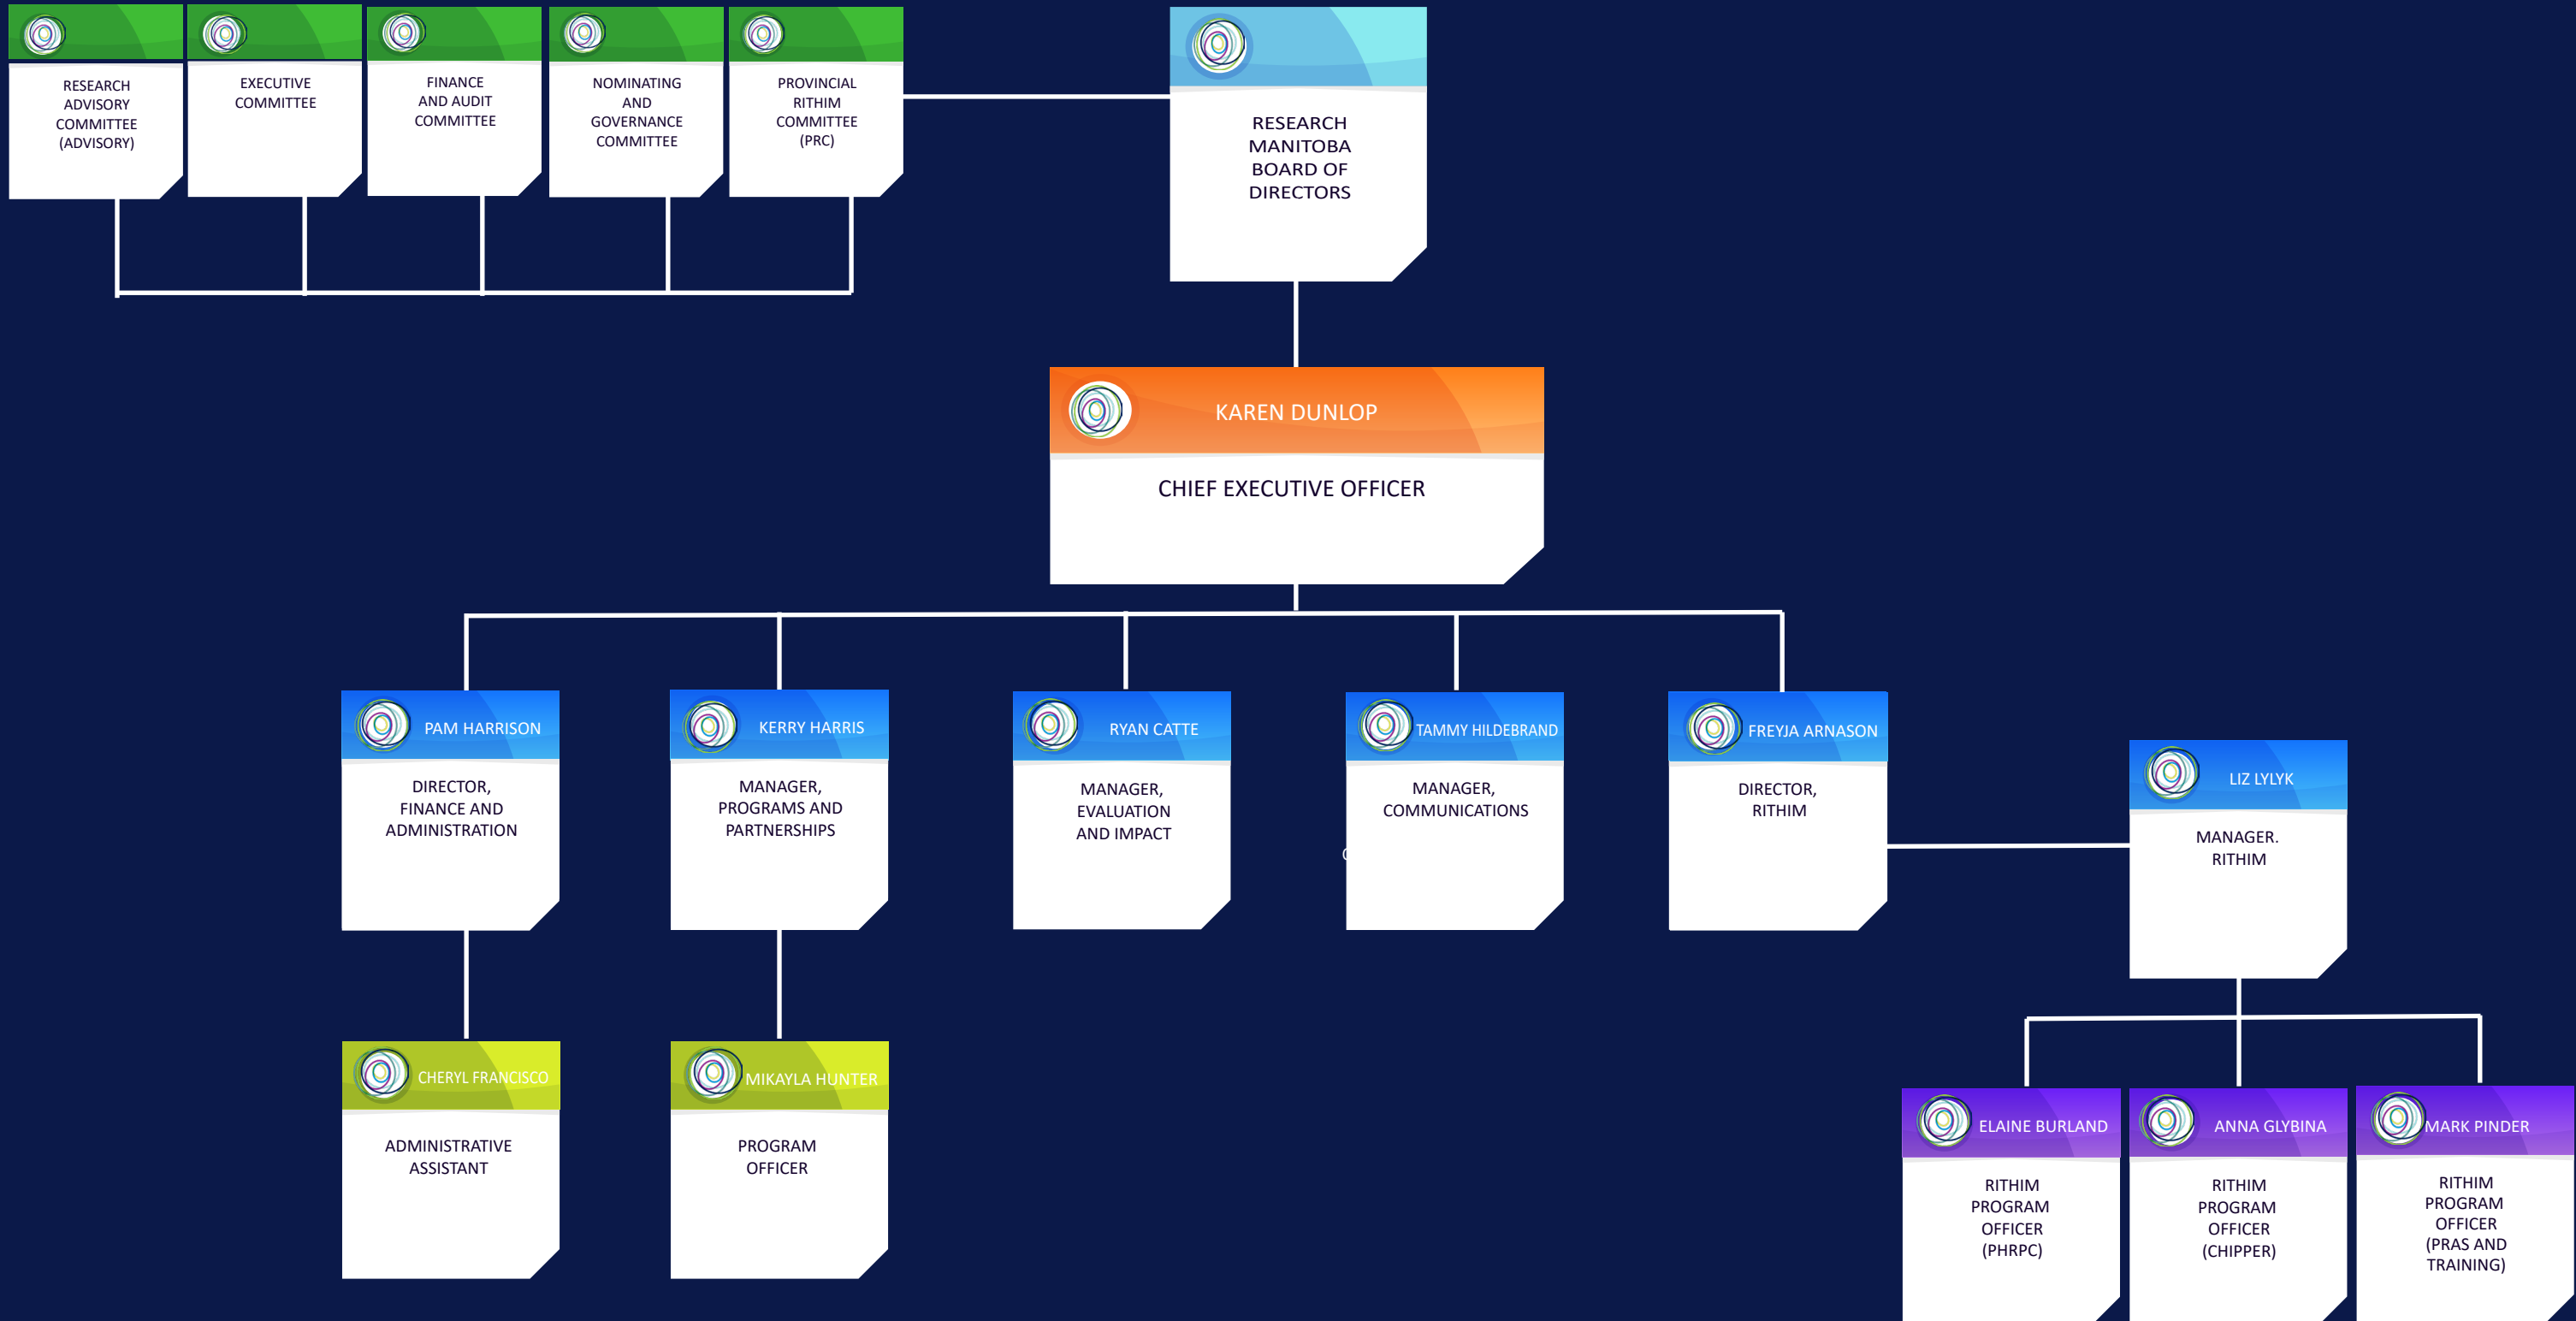 RESEARCH
ADVISORY
COMMITTEE
(ADVISORY)
EXECUTIVE
COMMITTEE
FINANCE
AND AUDIT
COMMITTEE
NOMINATING
AND
GOVERNANCE
COMMITTEE
PROVINCIAL
RITHIM
COMMITTEE
(PRC)
RESEARCH
MANITOBA
BOARD OF
DIRECTORS
KAREN DUNLOP
CHIEF EXECUTIVE OFFICER
PAM HARRISON
DIRECTOR,
FINANCE AND
ADMINISTRATION
KERRY HARRIS
MANAGER,
PROGRAMS AND
PARTNERSHIPS
RYAN CATTE
MANAGER,
EVALUATION
AND IMPACT
TAMMY HILDEBRAND
MANAGER,
COMMUNICATIONS
FREYJA ARNASON
DIRECTOR,
RITHIM
LIZ LYLYK
MANAGER.
RITHIM
CHERYL FRANCISCO
ADMINISTRATIVE
ASSISTANT
MIKAYLA HUNTER
PROGRAM
OFFICER
ELAINE BURLAND
RITHIM
PROGRAM
OFFICER
(PHRPC)
ANNA GLYBINA
RITHIM
PROGRAM
OFFICER
(CHIPPER)
MARK PINDER
RITHIM
PROGRAM
OFFICER
(PRAS AND
TRAINING)